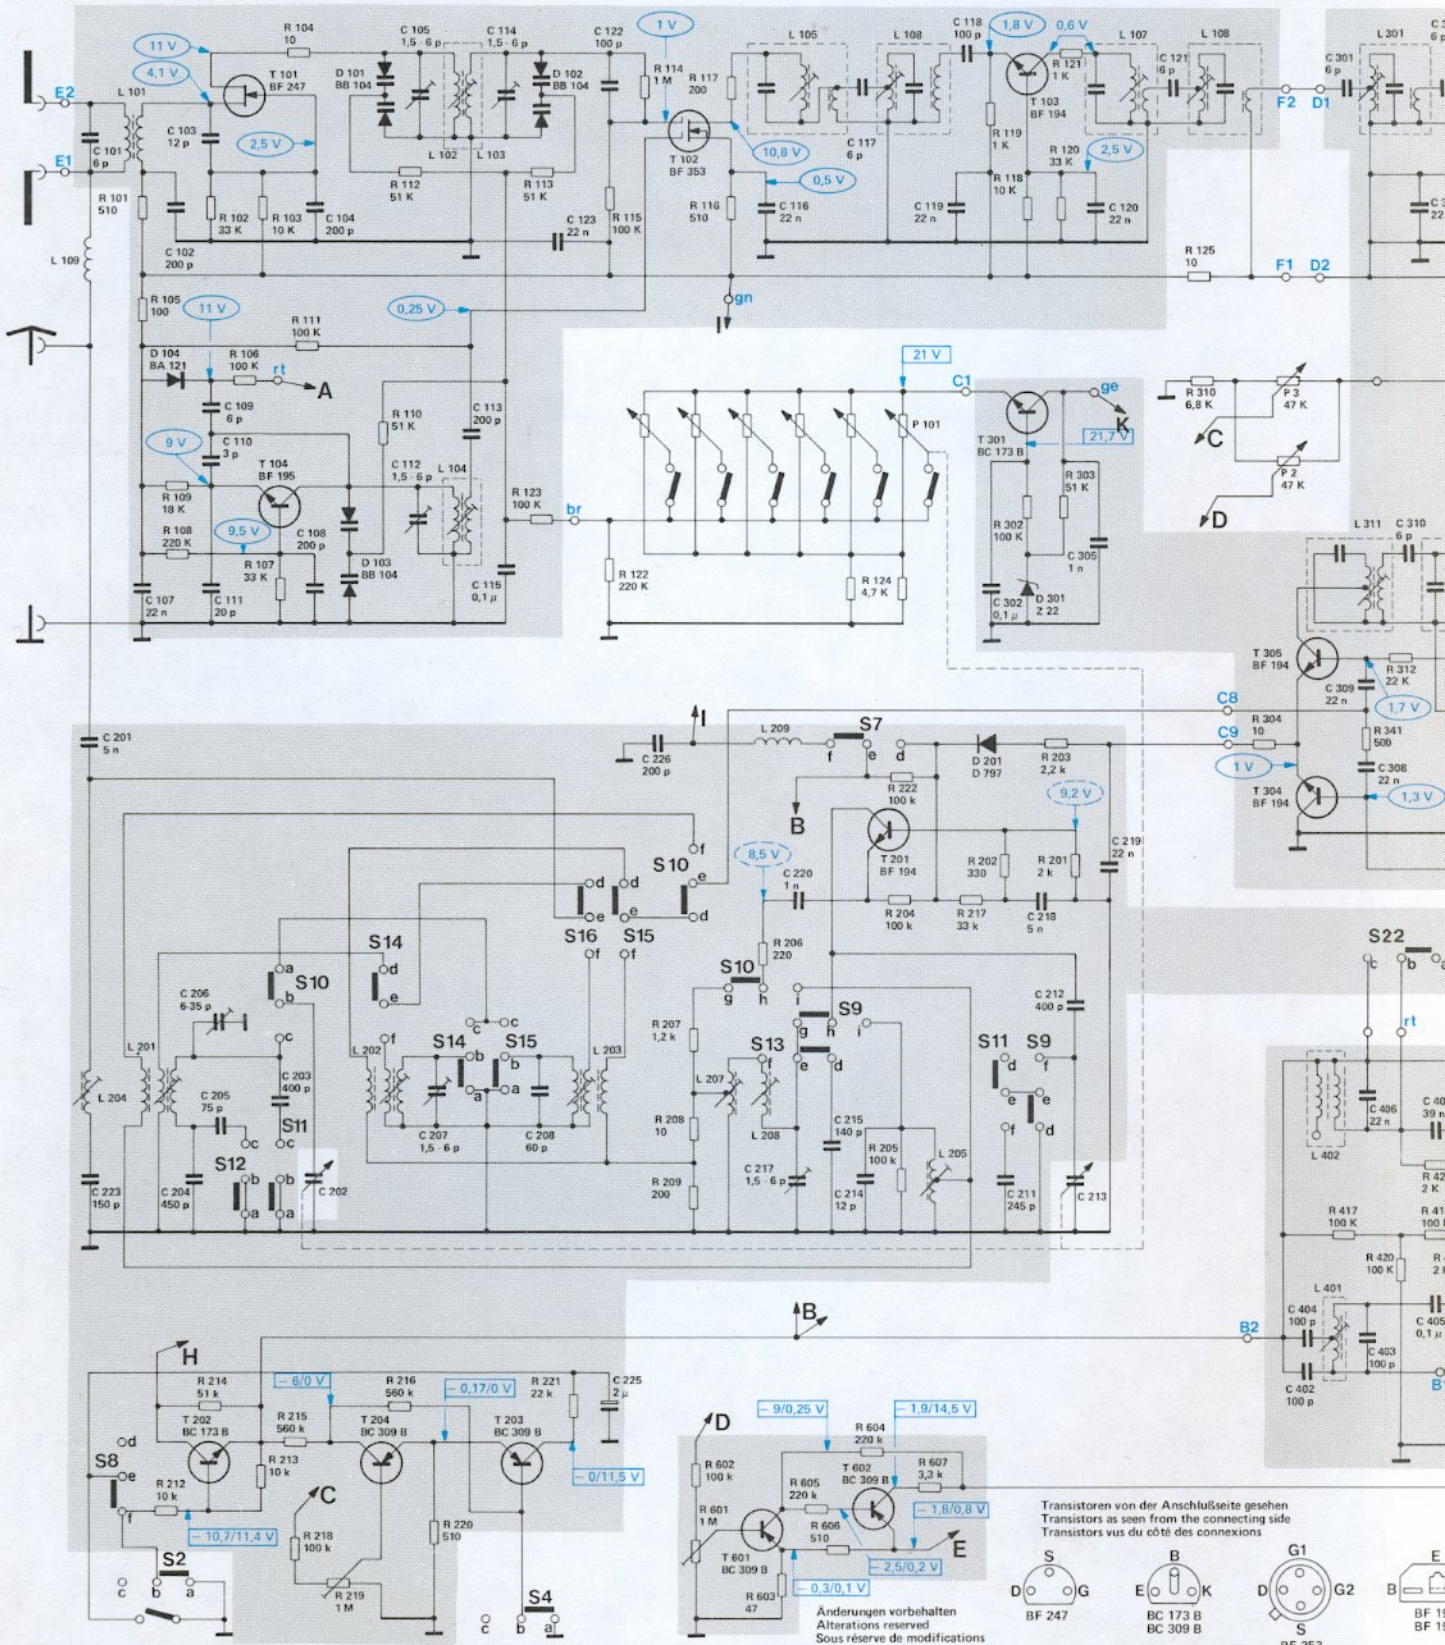 11 V
4,1 V
R 104
10
T 101
BF 247
C 105
1,5 - 6 p
C 114
1,5 - 6 p
D 101
BB 104
D 102
BB 104
C 122
100 p
1 V
R 114
1 M
R 117
200
L 105
L 108
C 118
100 p
1,8 V
0,6 V
R 121
1 K
T 103
BF 194
L 107
C 121
6 p
L 108
C 301
6 p
L 301
E2
L 101
C 101
6 p
E1
C 103
12 p
2,5 V
L 102
L 103
R 112
51 K
R 113
51 K
T 102
BF 353
10,8 V
0,5 V
C 117
6 p
R 119
1 K
R 118
10 K
R 120
33 K
2,5 V
F2
D1
R 101
510
R 102
33 K
R 103
10 K
C 104
200 p
C 102
200 p
C 123
22 n
R 115
100 K
R 116
510
C 116
22 n
C 119
22 n
C 120
22 n
R 125
10
F1
D2
L 109
R 105
100
11 V
0,25 V
R 111
100 K
gn
I
D 104
BA 121
R 106
100 K
rt
A
C 109
6 p
R 110
51 K
C 113
200 p
21 V
C1
P 101
ge
K
T 301
BC 173 B
21,7 V
R 310
6,8 K
P 3
47 K
C
P 2
47 K
D
9 V
C 110
3 p
T 104
BF 195
C 112
1,5 - 6 p
L 104
R 123
100 K
br
R 303
51 K
R 302
100 K
C 305
1 n
R 109
18 K
R 108
220 K
9,5 V
R 107
33 K
C 108
200 p
D 103
BB 104
C 107
22 n
C 111
20 p
C 115
0,1 µ
R 122
220 K
R 124
4,7 K
C 302
0,1 µ
D 301
Z 22
L 311
C 310
6 p
T 305
BF 194
R 312
22 K
C 309
22 n
1,7 V
C8
C9
R 304
10
R 341
500
1 V
C 308
22 n
T 304
BF 194
1,3 V
C 201
5 n
I
C 226
200 p
L 209
S7
f
e
d
D 201
D 797
R 203
2,2 k
R 222
100 k
B
9,2 V
T 201
BF 194
R 202
330
R 201
2 k
C 219
22 n
8,5 V
C 220
1 n
R 204
100 k
R 217
33 k
C 218
5 n
f
S10
e
d
d
e
S16
f
d
e
S15
f
S14
d
e
f
a
S10
b
c
R 206
220
S10
g
h
i
S9
g
h
i
e
d
C 212
400 p
S11
d
e
f
S9
f
e
d
S22
c
b
a
rt
C 206
6-35 p
L 201
L 204
C 205
75 p
C 203
400 p
c
S11
c
S12
b
a
b
a
C 223
150 p
C 204
450 p
C 202
L 202
S14
c
b
a
S15
c
b
a
L 203
C 207
1,5 - 6 p
C 208
60 p
R 207
1,2 k
L 207
S13
f
R 208
10
L 208
R 209
200
C 217
1,5 - 6 p
C 215
140 p
R 205
100 k
L 205
C 214
12 p
C 211
245 p
C 213
L 402
C 406
22 n
39 n
2 K
R 417
100 K
R 420
100 K
L 401
C 404
100 p
C 405
0,1 µ
C 403
100 p
C 402
100 p
B2
B
H
R 214
51 k
– 6/0 V
R 216
560 k
– 0,17/0 V
R 221
22 k
C 225
2 µ
T 202
BC 173 B
R 215
560 k
T 204
BC 309 B
T 203
BC 309 B
– 0/11,5 V
R 213
10 k
S8
d
e
f
R 212
10 k
– 10,7/11,4 V
C
R 218
100 k
R 219
1 M
R 220
510
S2
c
b
a
S4
c
b
a
D
– 9/0,25 V
– 1,9/14,5 V
R 604
220 k
R 602
100 k
R 605
220 k
T 602
BC 309 B
R 607
3,3 k
R 601
1 M
R 606
510
– 1,8/0,8 V
E
T 601
BC 309 B
– 2,5/0,2 V
R 603
47
– 0,3/0,1 V
Änderungen vorbehalten
Alterations reserved
Sous réserve de modifications
Transistoren von der Anschlußseite gesehen
Transistors as seen from the connecting side
Transistors vus du côté des connexions
S
D
G
BF 247
B
E
K
BC 173 B
BC 309 B
G1
D
G2
S
BF 353
E
B